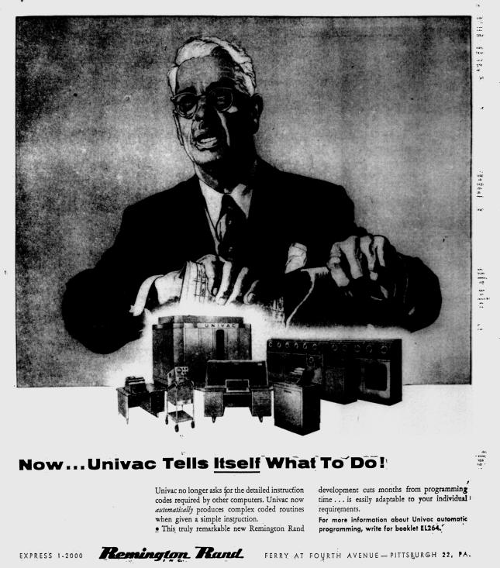 UNIVAC
Now...Univac Tells Itself What To Do!
Univac no longer asks for the detailed instruction
codes required by other computers. Univac now
automatically produces complex coded routines
when given a simple instruction.
• This truly remarkable new Remington Rand
development cuts months from programming
time ... is easily adaptable to your individual
requirements.
For more information about Univac automatic
programming, write for booklet EL264.
EXPRESS 1-2000 Remington Rand INC. FERRY AT FOURTH AVENUE—PITTSBURGH 22, PA.